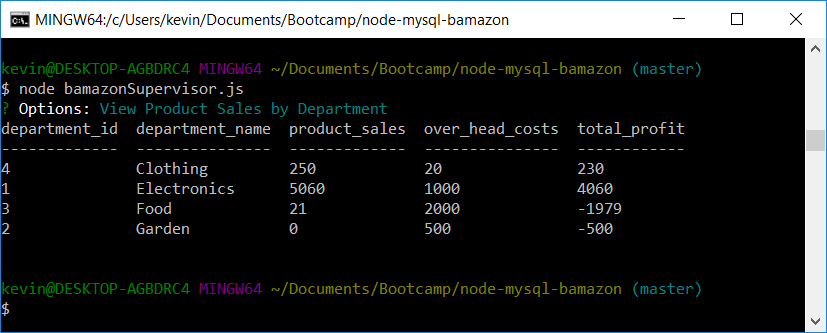 MINGW64:/c/Users/kevin/Documents/Bootcamp/node-mysql-bamazon
kevin@DESKTOP-AGBDRC4 MINGW64 ~/Documents/Bootcamp/node-mysql-bamazon (master)
$ node bamazonSupervisor.js
? Options: View Product Sales by Department
department_id  department_name  product_sales  over_head_costs  total_profit
-------------  ---------------  -------------  ---------------  ------------
4              Clothing         250            20               230
1              Electronics      5060           1000             4060
3              Food             21             2000             -1979
2              Garden           0              500              -500
kevin@DESKTOP-AGBDRC4 MINGW64 ~/Documents/Bootcamp/node-mysql-bamazon (master)
$